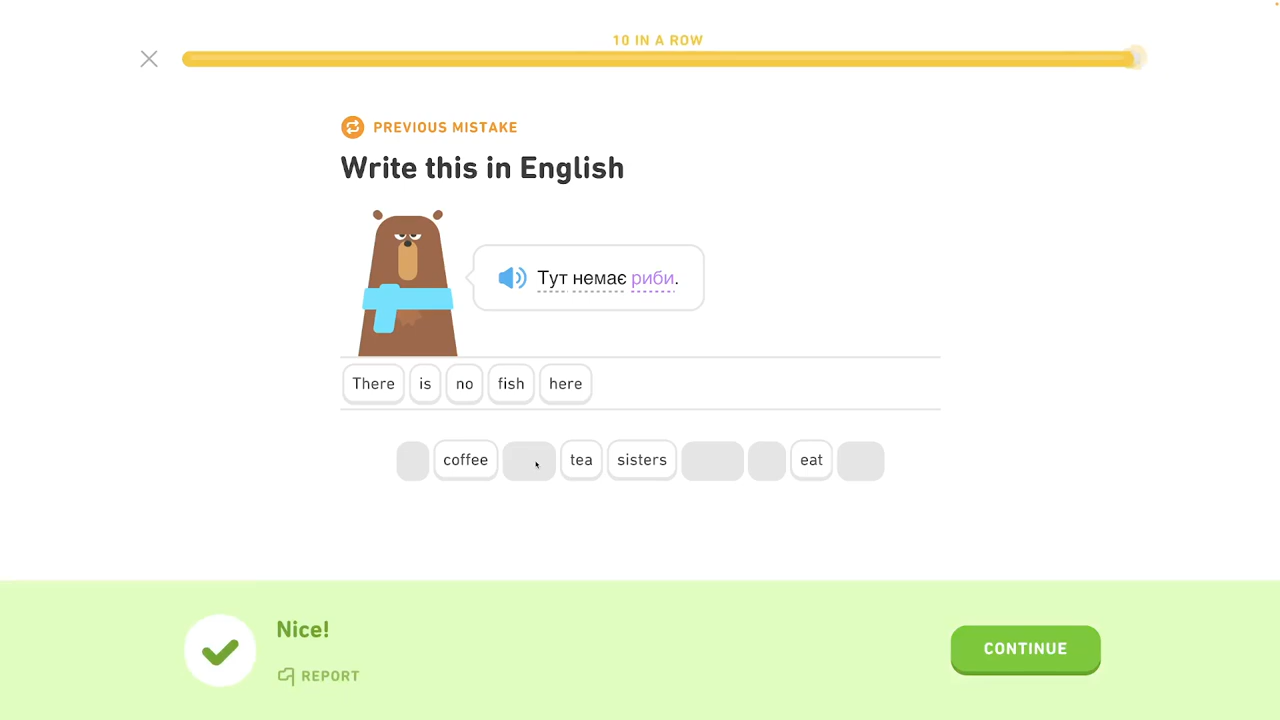 10 IN A ROW
PREVIOUS MISTAKE
Write this in English
Тут немає риби.
There is no fish here
coffee tea sisters eat
Nice!
REPORT
CONTINUE